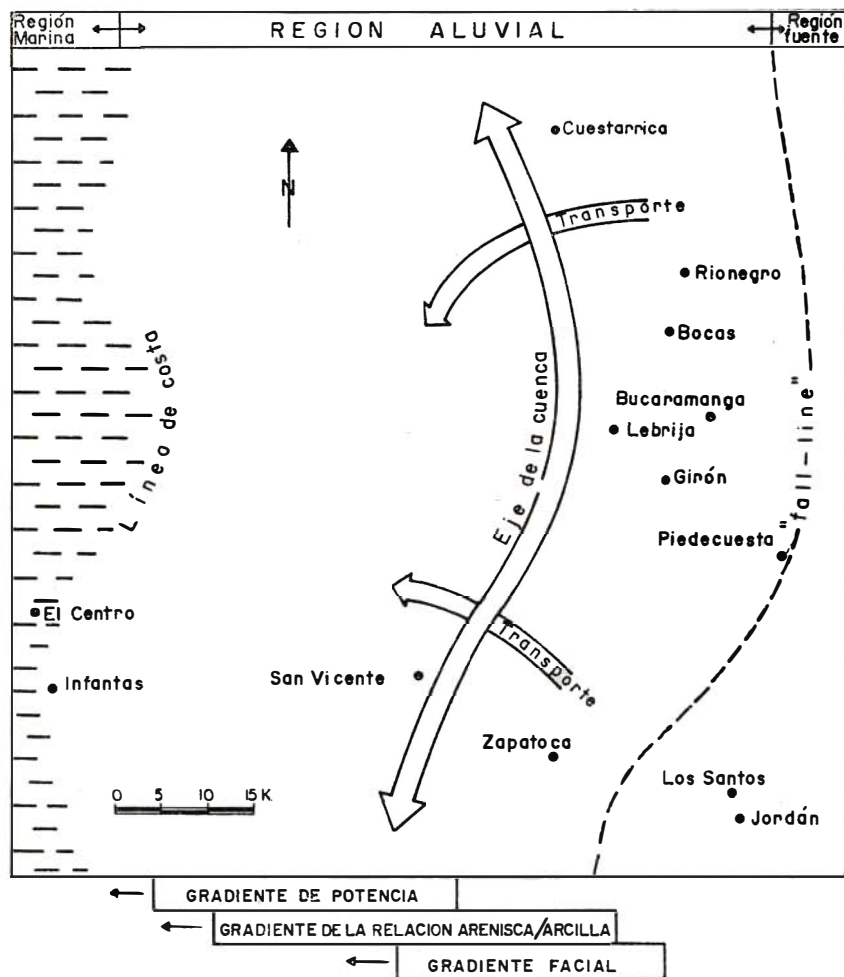 Región
Marina
REGION ALUVIAL
Región
fuente
N
Cuestarrica
Transporte
Rionegro
Bocas
Línea de costa
Eje de la cuenca
Bucaramanga
Lebrija
"fall-line"
Girón
Piedecuesta
El Centro
Transporte
San Vicente
Infantas
Zapatoca
Los Santos
Jordán
0 5 10 15 K.
GRADIENTE DE POTENCIA
GRADIENTE DE LA RELACION ARENISCA/ARCILLA
GRADIENTE FACIAL